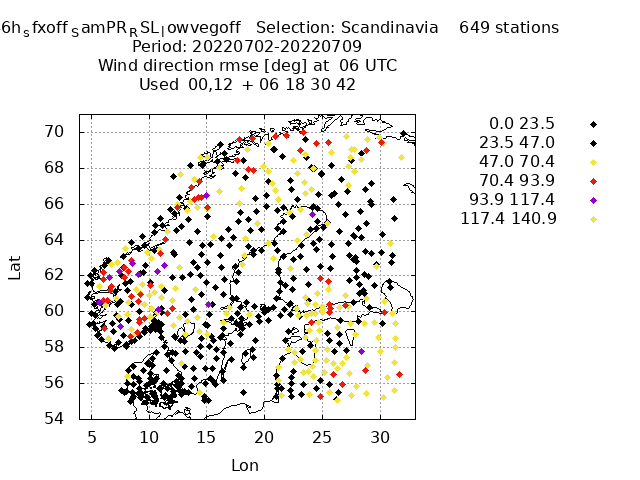 6h_sfxoff_samPR_RSL_lowvegoff Selection: Scandinavia 649 stations
Period: 20220702-20220709
Wind direction rmse [deg] at 06 UTC
Used 00,12 + 06 18 30 42
70
68
66
64
62
60
58
56
54
5 10 15 20 25 30
Lat
Lon
0.0 23.5
23.5 47.0
47.0 70.4
70.4 93.9
93.9 117.4
117.4 140.9